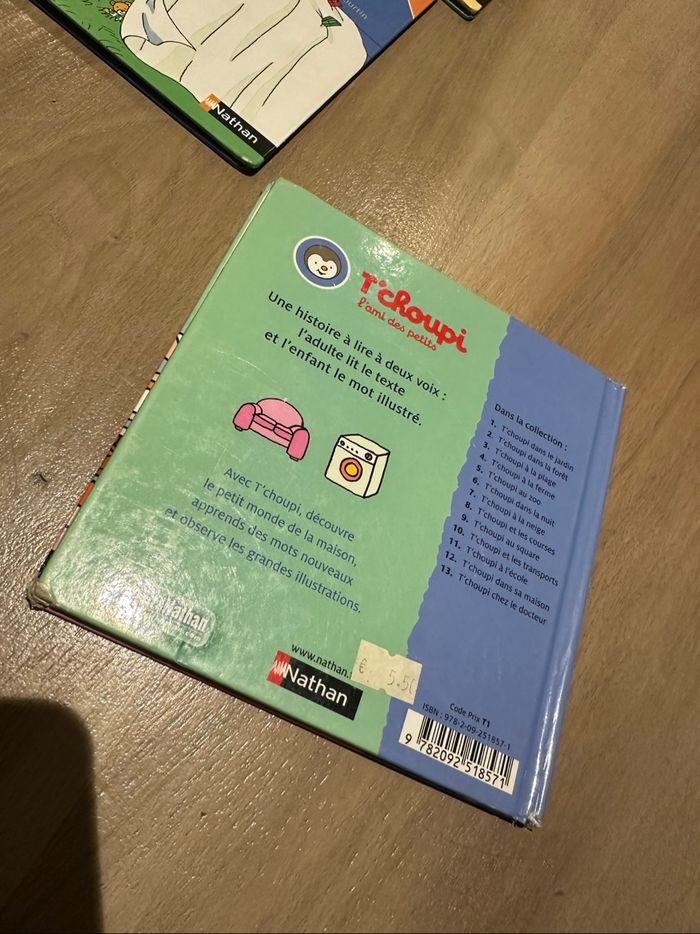 ourtin
Nathan
T'choupi
l'ami des petits
Une histoire à lire à deux voix :
l'adulte lit le texte
et l'enfant le mot illustré.
Avec T'choupi, découvre
le petit monde de la maison,
apprends des mots nouveaux
et observe les grandes illustrations.
Dans la collection :
1. T'choupi dans le jardin
2. T'choupi dans la forêt
3. T'choupi à la plage
4. T'choupi à la ferme
5. T'choupi au zoo
6. T'choupi dans la nuit
7. T'choupi à la neige
8. T'choupi et les courses
9. T'choupi au square
10. T'choupi et les transports
11. T'choupi à l'école
12. T'choupi dans sa maison
13. T'choupi chez le docteur
Nathan
www.nathan.
€ 5.50
Nathan
Code Prix T1
ISBN : 978-2-09-251857-1
9 782092 518571